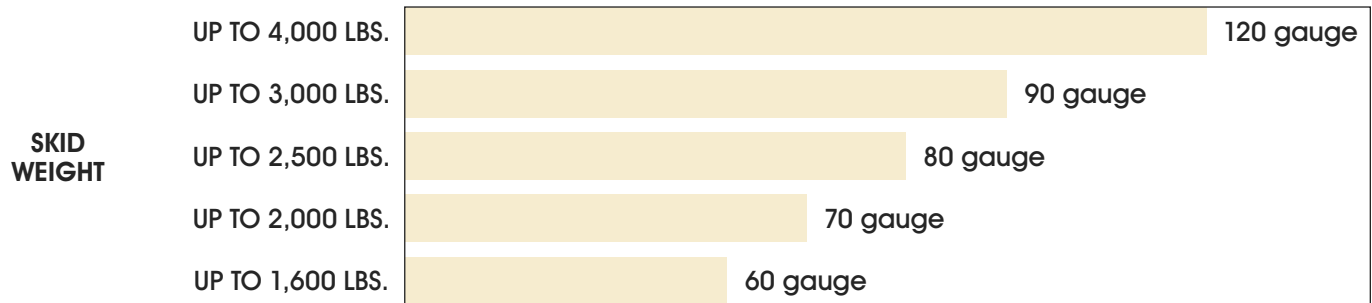 UP TO 4,000 LBS. 120 gauge
UP TO 3,000 LBS. 90 gauge
SKID
WEIGHT
UP TO 2,500 LBS. 80 gauge
UP TO 2,000 LBS. 70 gauge
UP TO 1,600 LBS. 60 gauge